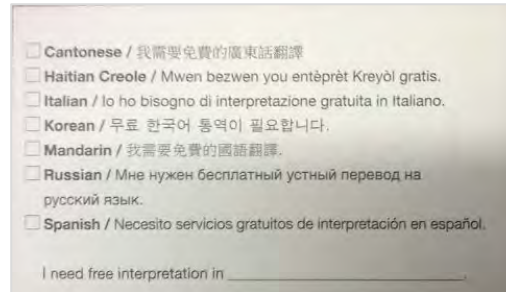 Cantonese / 我需要免費的廣東話翻譯
Haitian Creole / Mwen bezwen you entèprèt Kreyòl gratis.
Italian / Io ho bisogno di interpretazione gratuita in Italiano.
Korean / 무료 한국어 통역이 필요합니다.
Mandarin / 我需要免費的國語翻譯.
Russian / Мне нужен бесплатный устный перевод на
русский язык.
Spanish / Necesito servicios gratuitos de interpretación en español.
I need free interpretation in